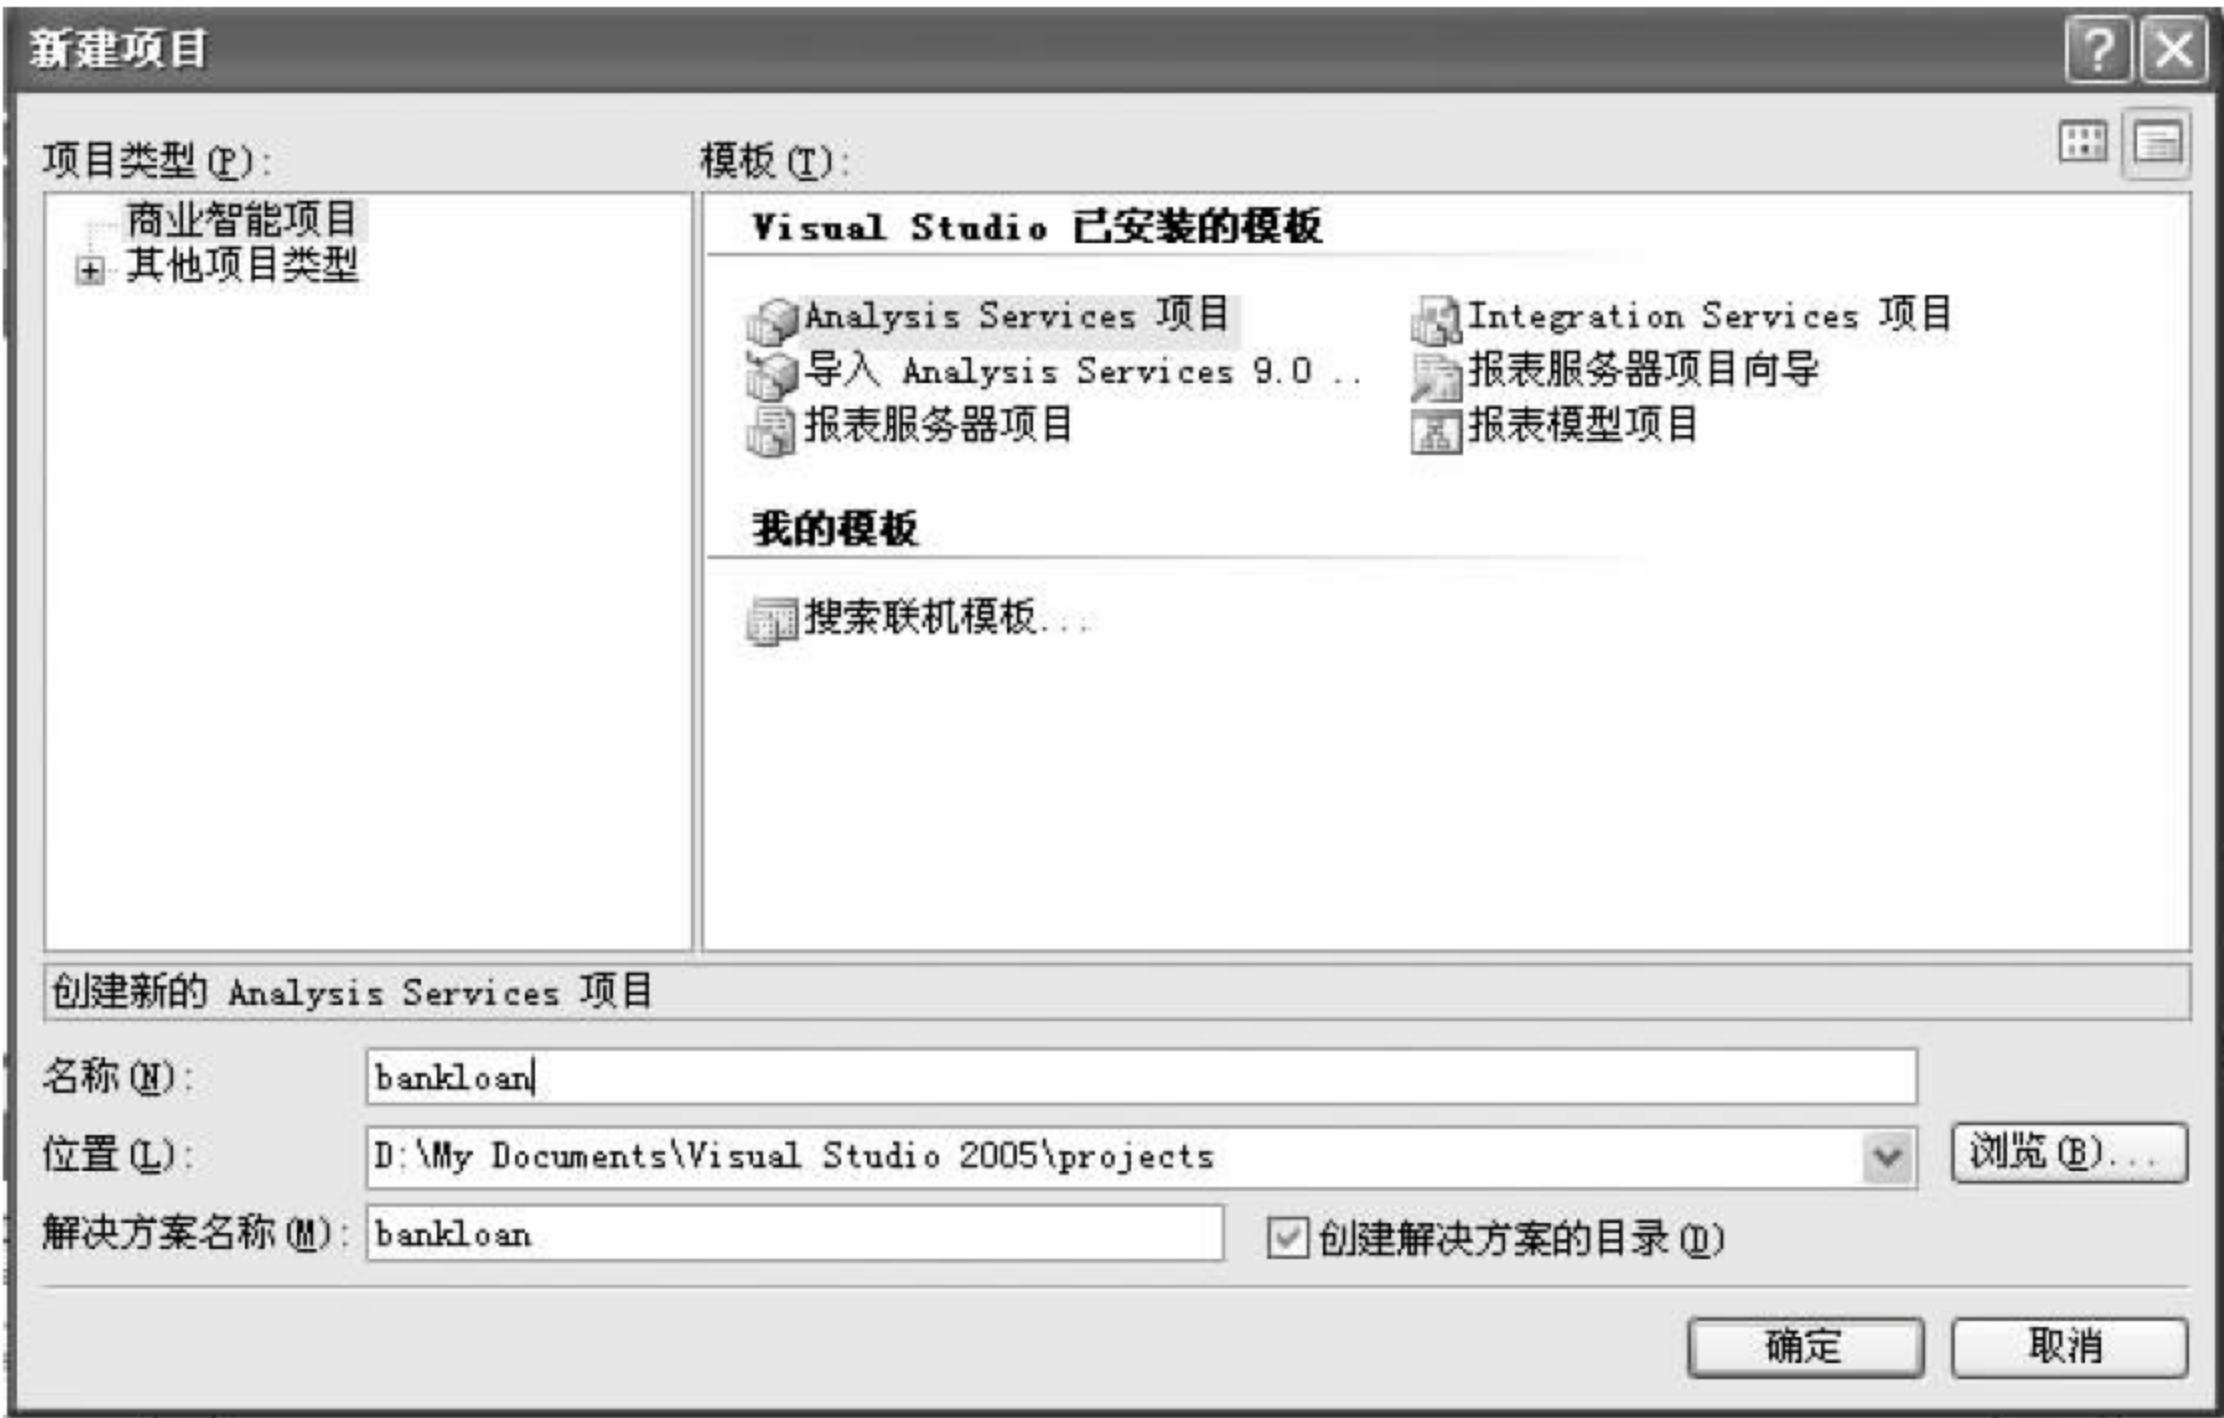 新建项目
项目类型(P):
模板(T):
商业智能项目
其他项目类型
Visual Studio 已安装的模板
Analysis Services 项目
Integration Services 项目
导入 Analysis Services 9.0 ..
报表服务器项目向导
报表服务器项目
报表模型项目
我的模板
搜索联机模板...
创建新的 Analysis Services 项目
名称(N):
bankloan
位置(L):
D:\My Documents\Visual Studio 2005\projects
浏览(B)...
解决方案名称(M):
bankloan
创建解决方案的目录(D)
确定
取消